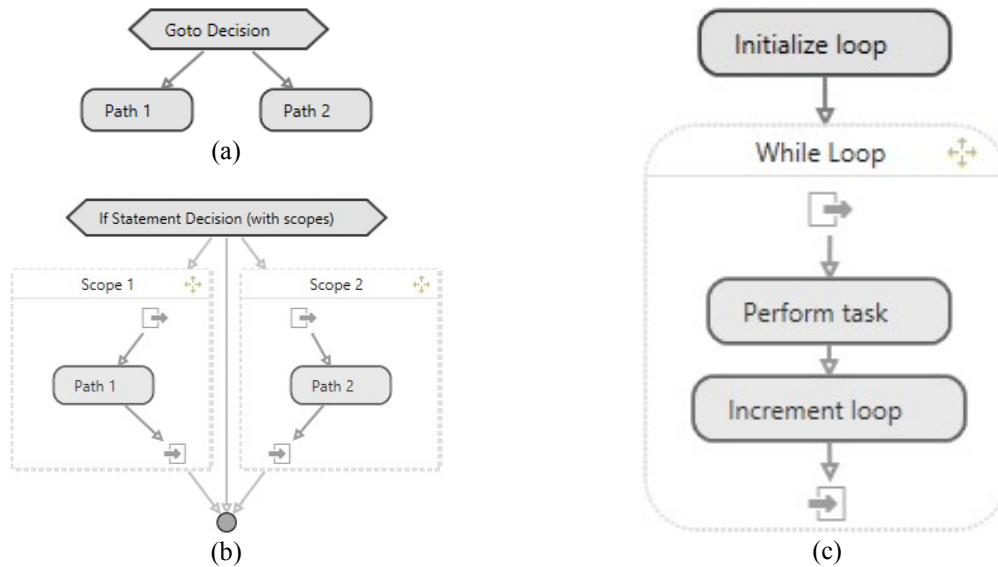 Goto Decision
Path 1
Path 2
(a)
If Statement Decision (with scopes)
Scope 1
Scope 2
Path 1
Path 2
(b)
Initialize loop
While Loop
Perform task
Increment loop
(c)